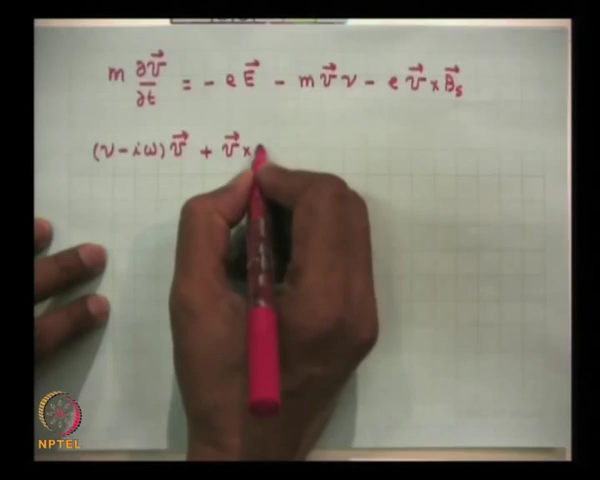 m ∂v⃗/∂t = - e E⃗ - m v⃗ ν - e v⃗ × B⃗s
(ν - iω) v⃗ + v⃗ ×
NPTEL